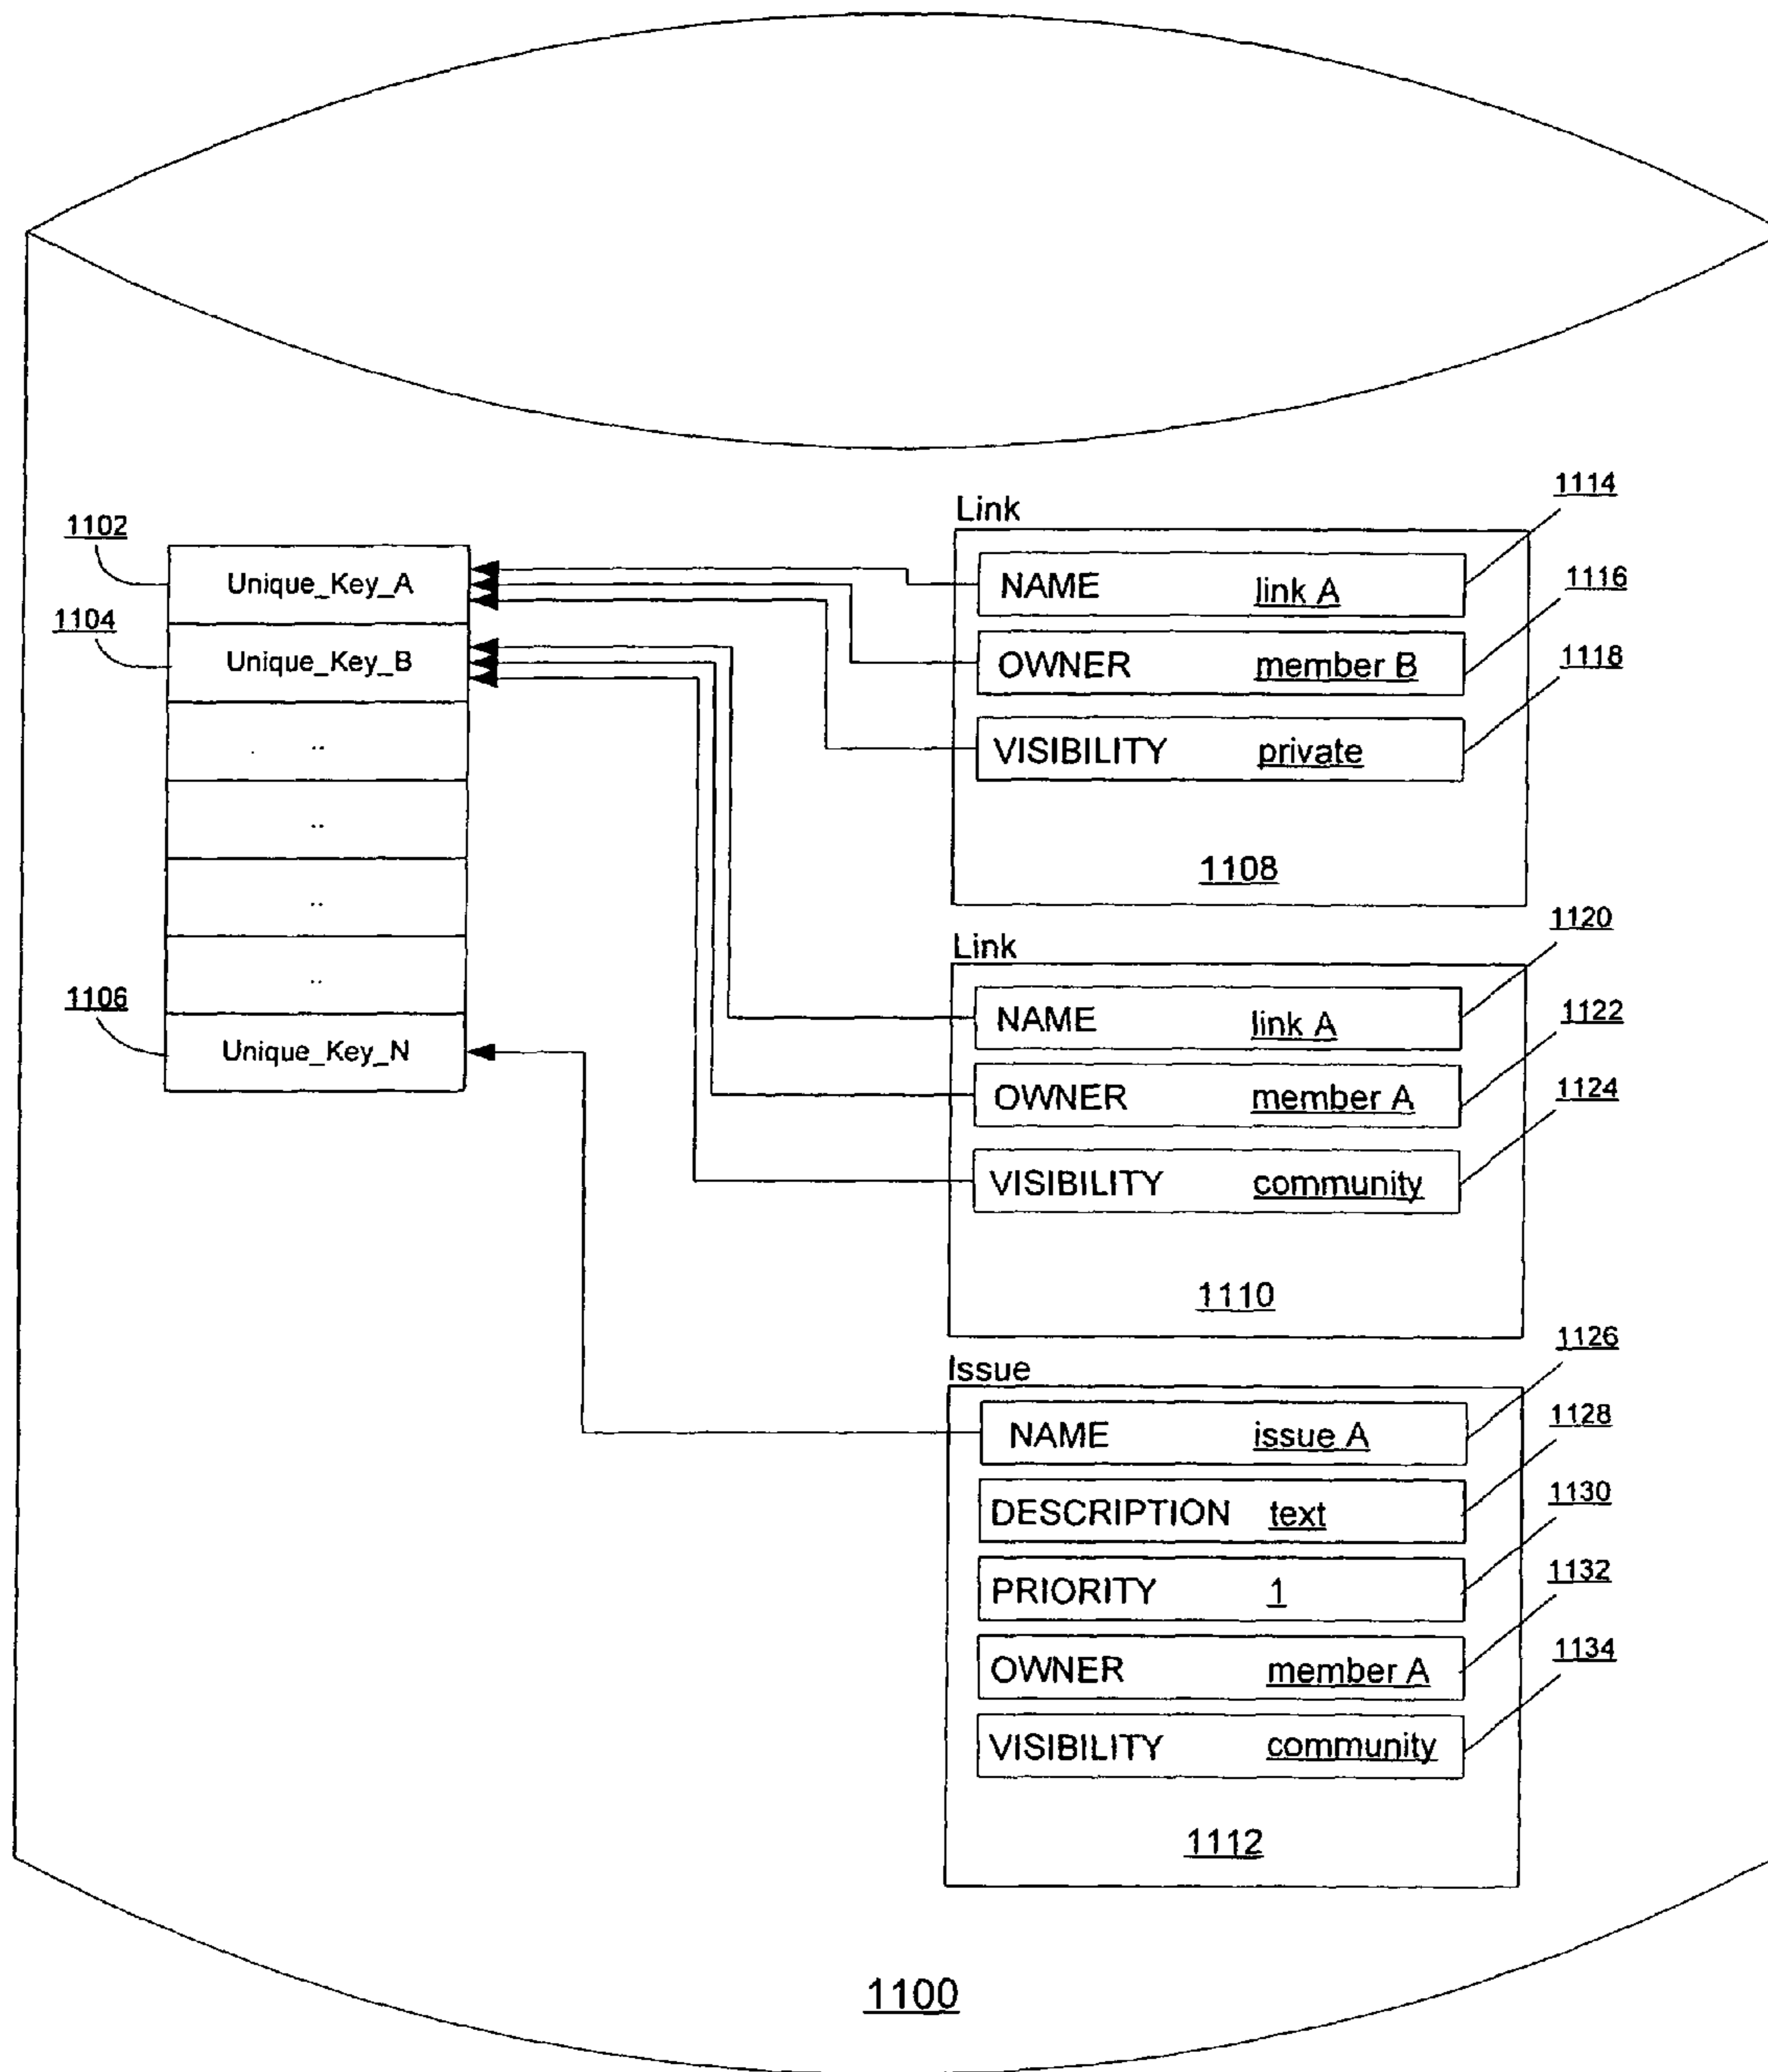 1102
Unique_Key_A
1104
Unique_Key_B
..
..
..
..
1106
Unique_Key_N
Link
1114
NAME link A
1116
OWNER member B
1118
VISIBILITY private
1108
Link
1120
NAME link A
1122
OWNER member A
1124
VISIBILITY community
1110
Issue
1126
NAME issue A
1128
DESCRIPTION text
1130
PRIORITY 1
1132
OWNER member A
1134
VISIBILITY community
1112
1100